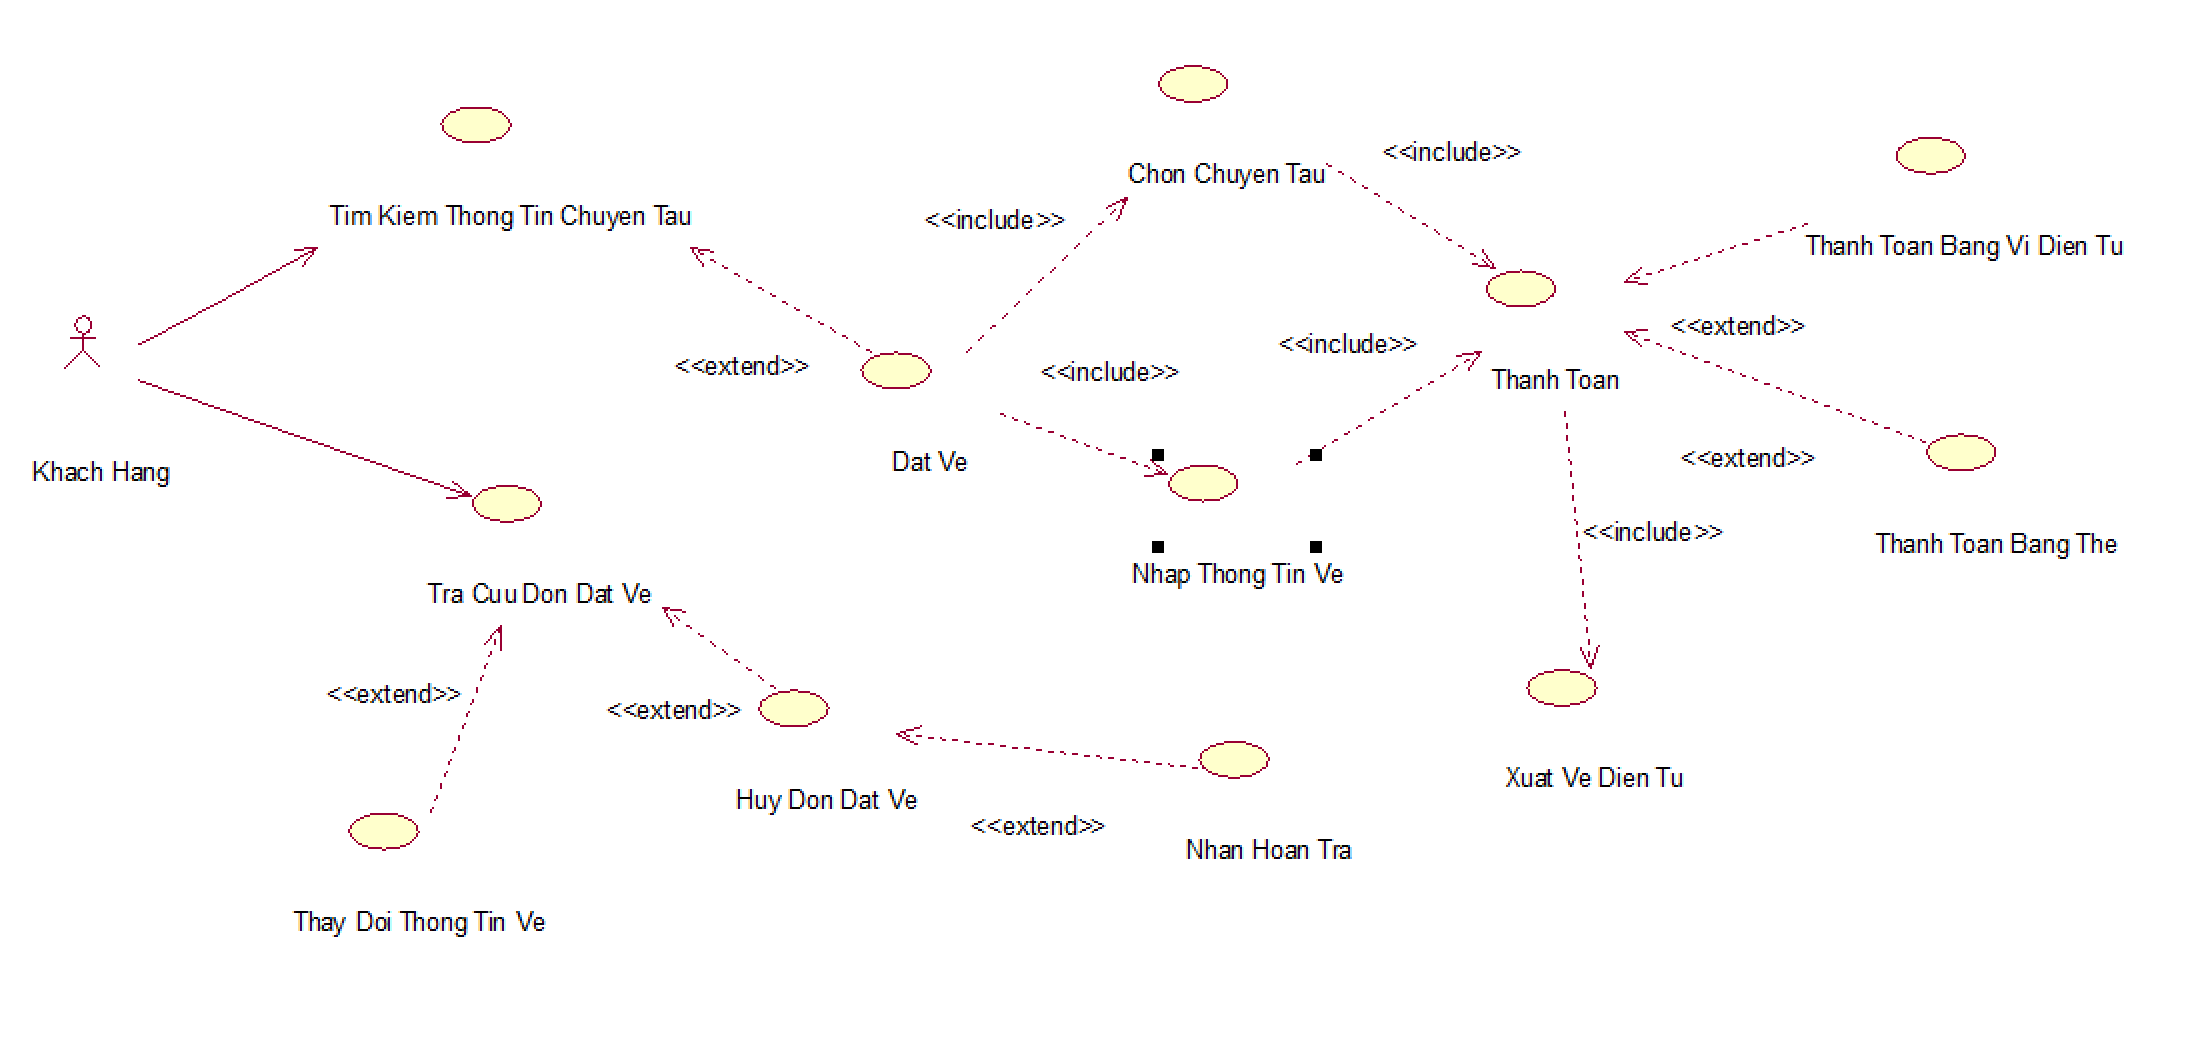 <<include>>
Chon Chuyen Tau
Tim Kiem Thong Tin Chuyen Tau
<<include>>
Thanh Toan Bang Vi Dien Tu
<<extend>>
<<include>>
<<extend>>
<<include>>
Thanh Toan
Khach Hang
Dat Ve
<<extend>>
<<include>>
Thanh Toan Bang The
Nhap Thong Tin Ve
Tra Cuu Don Dat Ve
<<extend>>
<<extend>>
Xuat Ve Dien Tu
Huy Don Dat Ve
<<extend>>
Nhan Hoan Tra
Thay Doi Thong Tin Ve